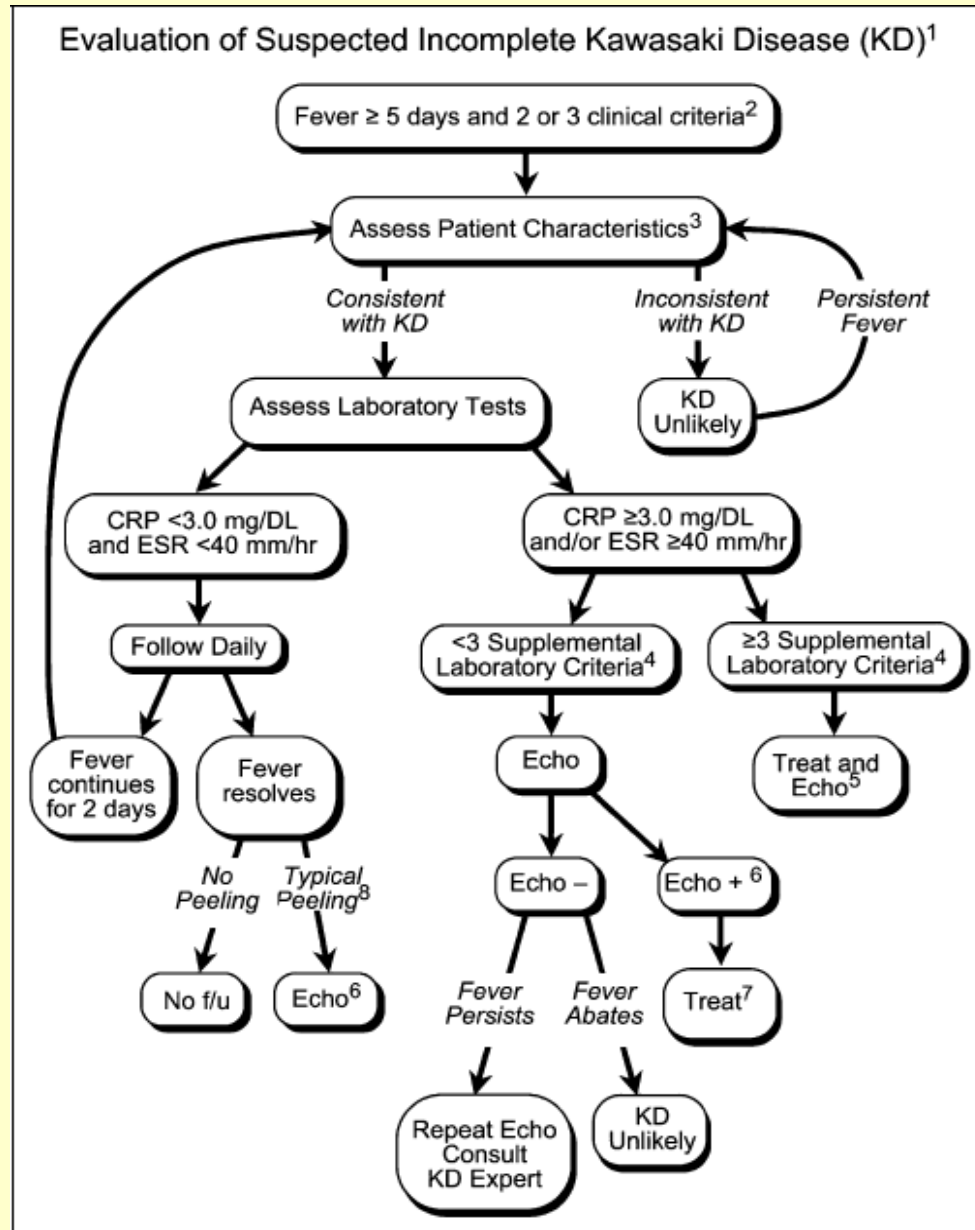 Evaluation of Suspected Incomplete Kawasaki Disease (KD)1
Fever ≥ 5 days and 2 or 3 clinical criteria2
Assess Patient Characteristics3
Consistent
with KD
Inconsistent
with KD
Persistent
Fever
Assess Laboratory Tests
KD
Unlikely
CRP <3.0 mg/DL
and ESR <40 mm/hr
CRP ≥3.0 mg/DL
and/or ESR ≥40 mm/hr
Follow Daily
<3 Supplemental
Laboratory Criteria4
≥3 Supplemental
Laboratory Criteria4
Fever
continues
for 2 days
Fever
resolves
Echo
Treat and
Echo5
No
Peeling
Typical
Peeling8
Echo –
Echo + 6
No f/u
Echo6
Fever
Persists
Fever
Abates
Treat7
Repeat Echo
Consult
KD Expert
KD
Unlikely